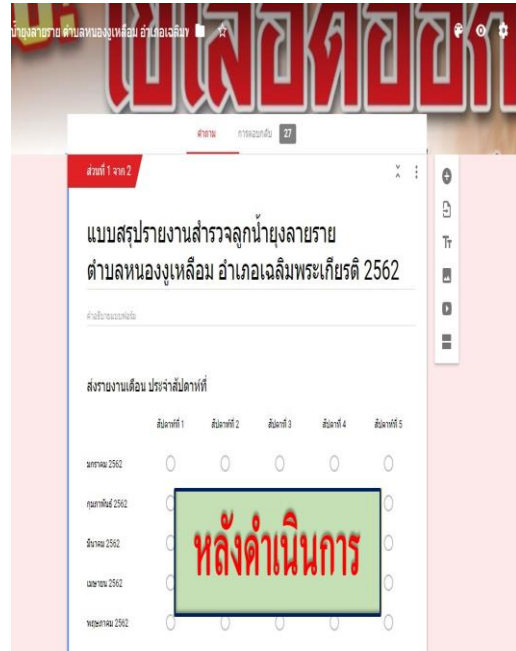 ไข้เลือดออก
น้ำยุงลายราย ตำบลหนองงูเหลือม อำเภอเฉลิมพ
คำถาม การตอบกลับ 27
ส่วนที่ 1 จาก 2
แบบสรุปรายงานสำรวจลูกน้ำยุงลายราย
ตำบลหนองงูเหลือม อำเภอเฉลิมพระเกียรติ 2562
คำอธิบายแบบฟอร์ม
ส่งรายงานเดือน ประจำสัปดาห์ที่
สัปดาห์ที่ 1 สัปดาห์ที่ 2 สัปดาห์ที่ 3 สัปดาห์ที่ 4 สัปดาห์ที่ 5
มกราคม 2562
กุมภาพันธ์ 2562
มีนาคม 2562
เมษายน 2562
พฤษภาคม 2562
หลังดำเนินการ
Tт